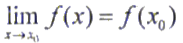 lim f(x) = f(x₀)
x→x₀